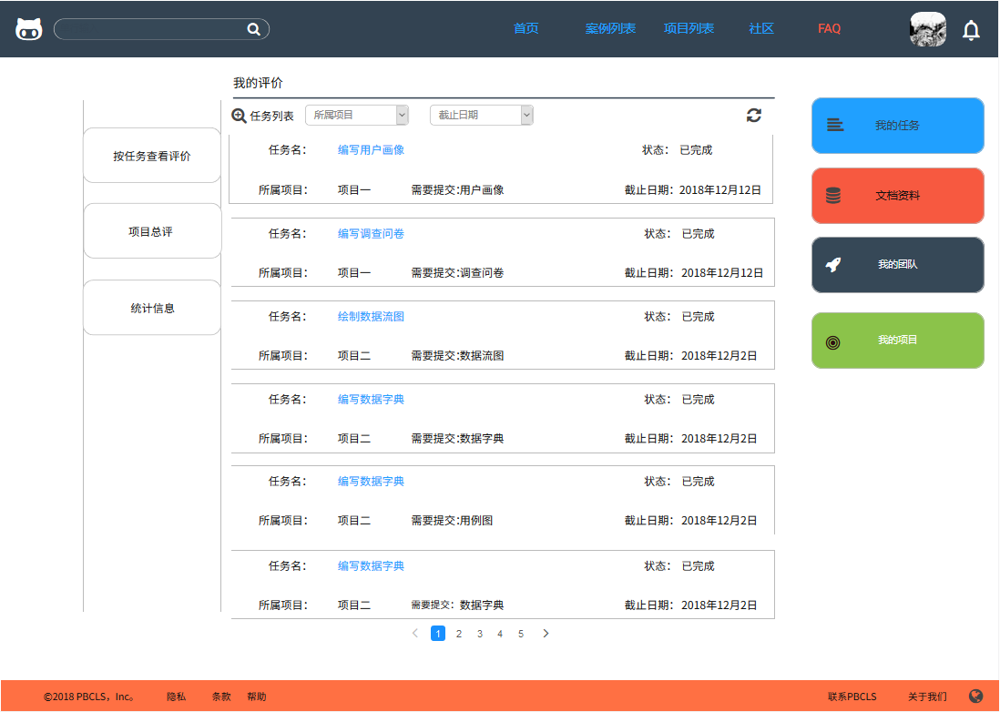 首页 案例列表 项目列表 社区 FAQ
我的评价
任务列表 所属项目 截止日期
按任务查看评价
项目总评
统计信息
任务名： 编写用户画像 状态： 已完成
所属项目： 项目一 需要提交:用户画像 截止日期：2018年12月12日
任务名： 编写调查问卷 状态： 已完成
所属项目： 项目一 需要提交:调查问卷 截止日期：2018年12月12日
任务名： 绘制数据流图 状态： 已完成
所属项目： 项目二 需要提交:数据流图 截止日期：2018年12月2日
任务名： 编写数据字典 状态： 已完成
所属项目： 项目二 需要提交:数据字典 截止日期：2018年12月2日
任务名： 编写数据字典 状态： 已完成
所属项目： 项目二 需要提交:用例图 截止日期：2018年12月2日
任务名： 编写数据字典 状态： 已完成
所属项目： 项目二 需要提交： 数据字典 截止日期：2018年12月2日
1 2 3 4 5
我的任务
文档资料
我的团队
我的项目
©2018 PBCLS，Inc。 隐私 条款 帮助 联系PBCLS 关于我们